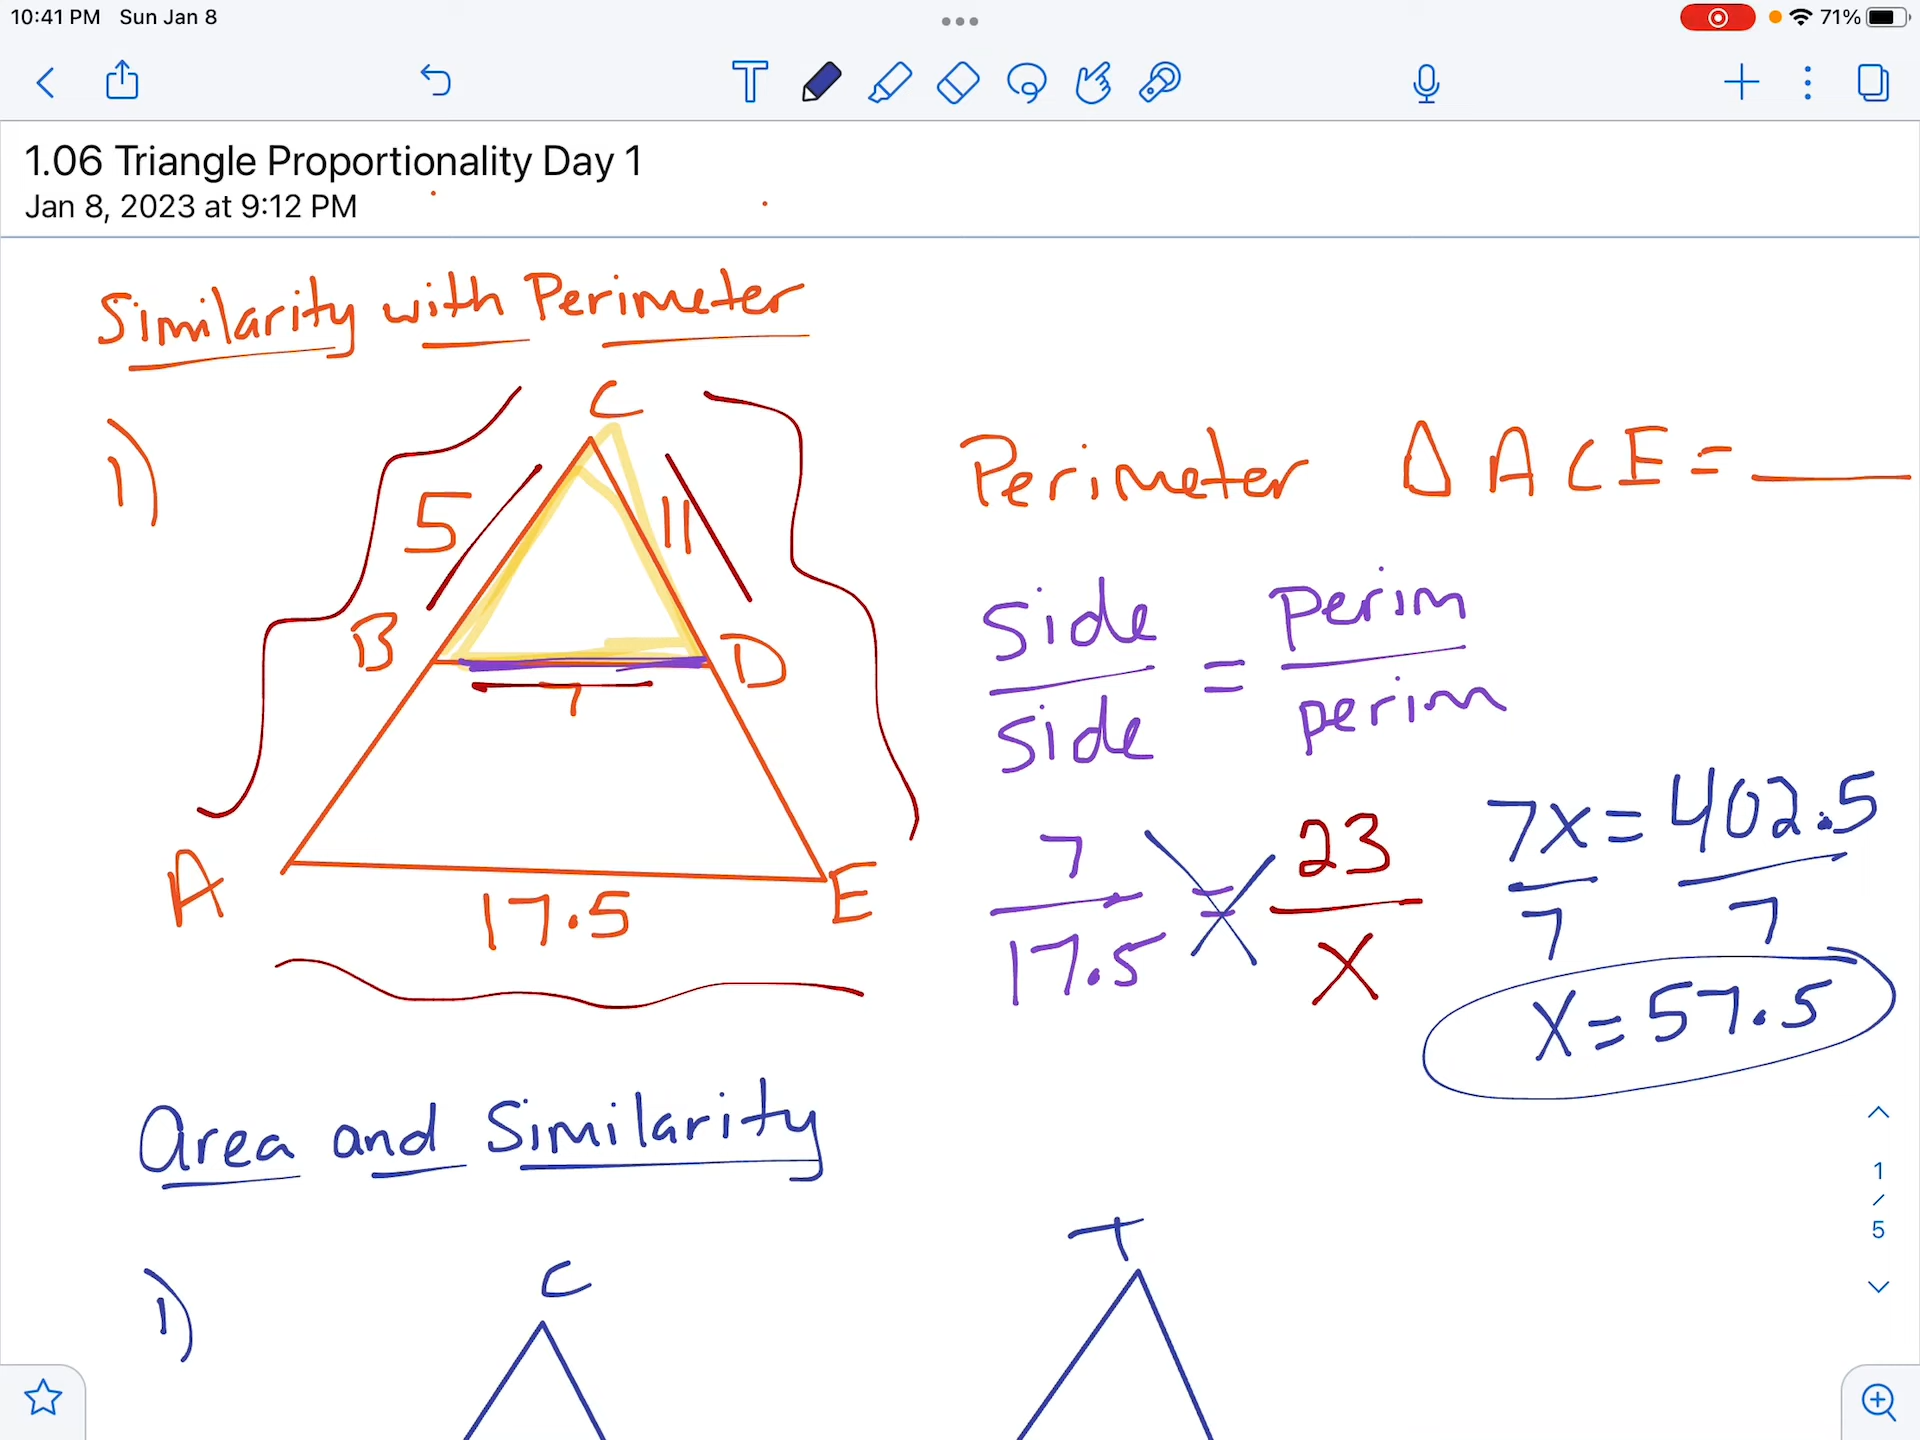 10:41 PM Sun Jan 8
71%
1.06 Triangle Proportionality Day 1
Jan 8, 2023 at 9:12 PM
Similarity with Perimeter
1)
C
5
11
B
D
7
A
E
17.5
Perimeter Δ ACE = ____
side/side = perim/perim
7/17.5 = 23/x
7x = 402.5
7 7
x = 57.5
Area and Similarity
1)
C
T
1
/
5